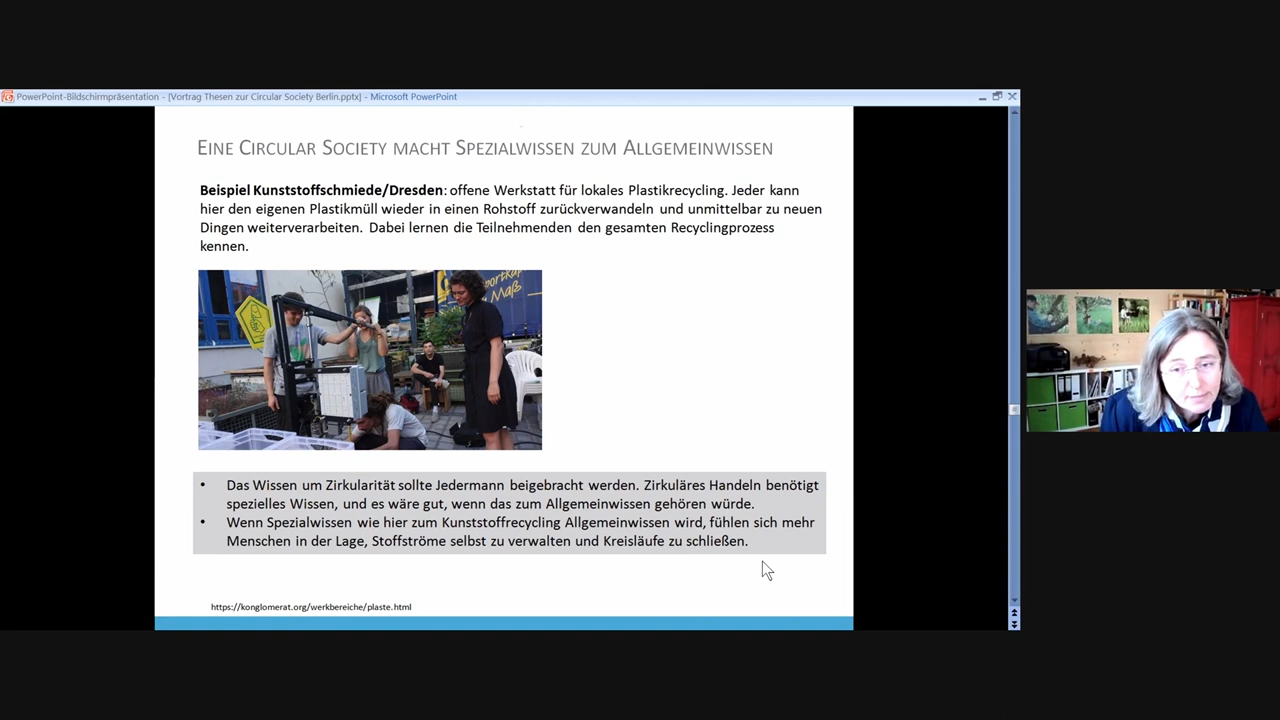 PowerPoint-Bildschirmpräsentation - [Vortrag Thesen zur Circular Society Berlin.pptx] - Microsoft PowerPoint
EINE CIRCULAR SOCIETY MACHT SPEZIALWISSEN ZUM ALLGEMEINWISSEN
Beispiel Kunststoffschmiede/Dresden: offene Werkstatt für lokales Plastikrecycling. Jeder kann
hier den eigenen Plastikmüll wieder in einen Rohstoff zurückverwandeln und unmittelbar zu neuen
Dingen weiterverarbeiten. Dabei lernen die Teilnehmenden den gesamten Recyclingprozess
kennen.
Maß
• Das Wissen um Zirkularität sollte Jedermann beigebracht werden. Zirkuläres Handeln benötigt
spezielles Wissen, und es wäre gut, wenn das zum Allgemeinwissen gehören würde.
• Wenn Spezialwissen wie hier zum Kunststoffrecycling Allgemeinwissen wird, fühlen sich mehr
Menschen in der Lage, Stoffströme selbst zu verwalten und Kreisläufe zu schließen.
https://konglomerat.org/werkbereiche/plaste.html